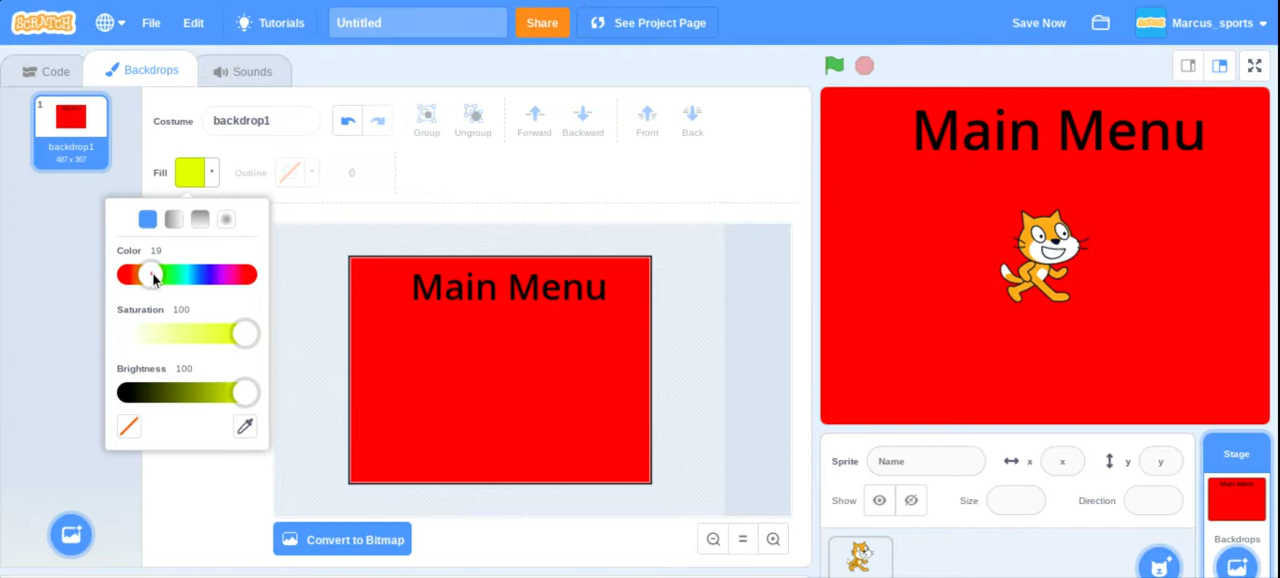 SCRATCH File Edit Tutorials Untitled Share See Project Page Save Now Marcus_sports
Code Backdrops Sounds
1
backdrop1
487 x 367
Costume backdrop1 Group Ungroup Forward Backward Front Back
Fill Outline 0
Color 19
Saturation 100
Brightness 100
Main Menu
Convert to Bitmap
Main Menu
Sprite Name x x y y
Show Size Direction
Stage
Main Menu
Backdrops